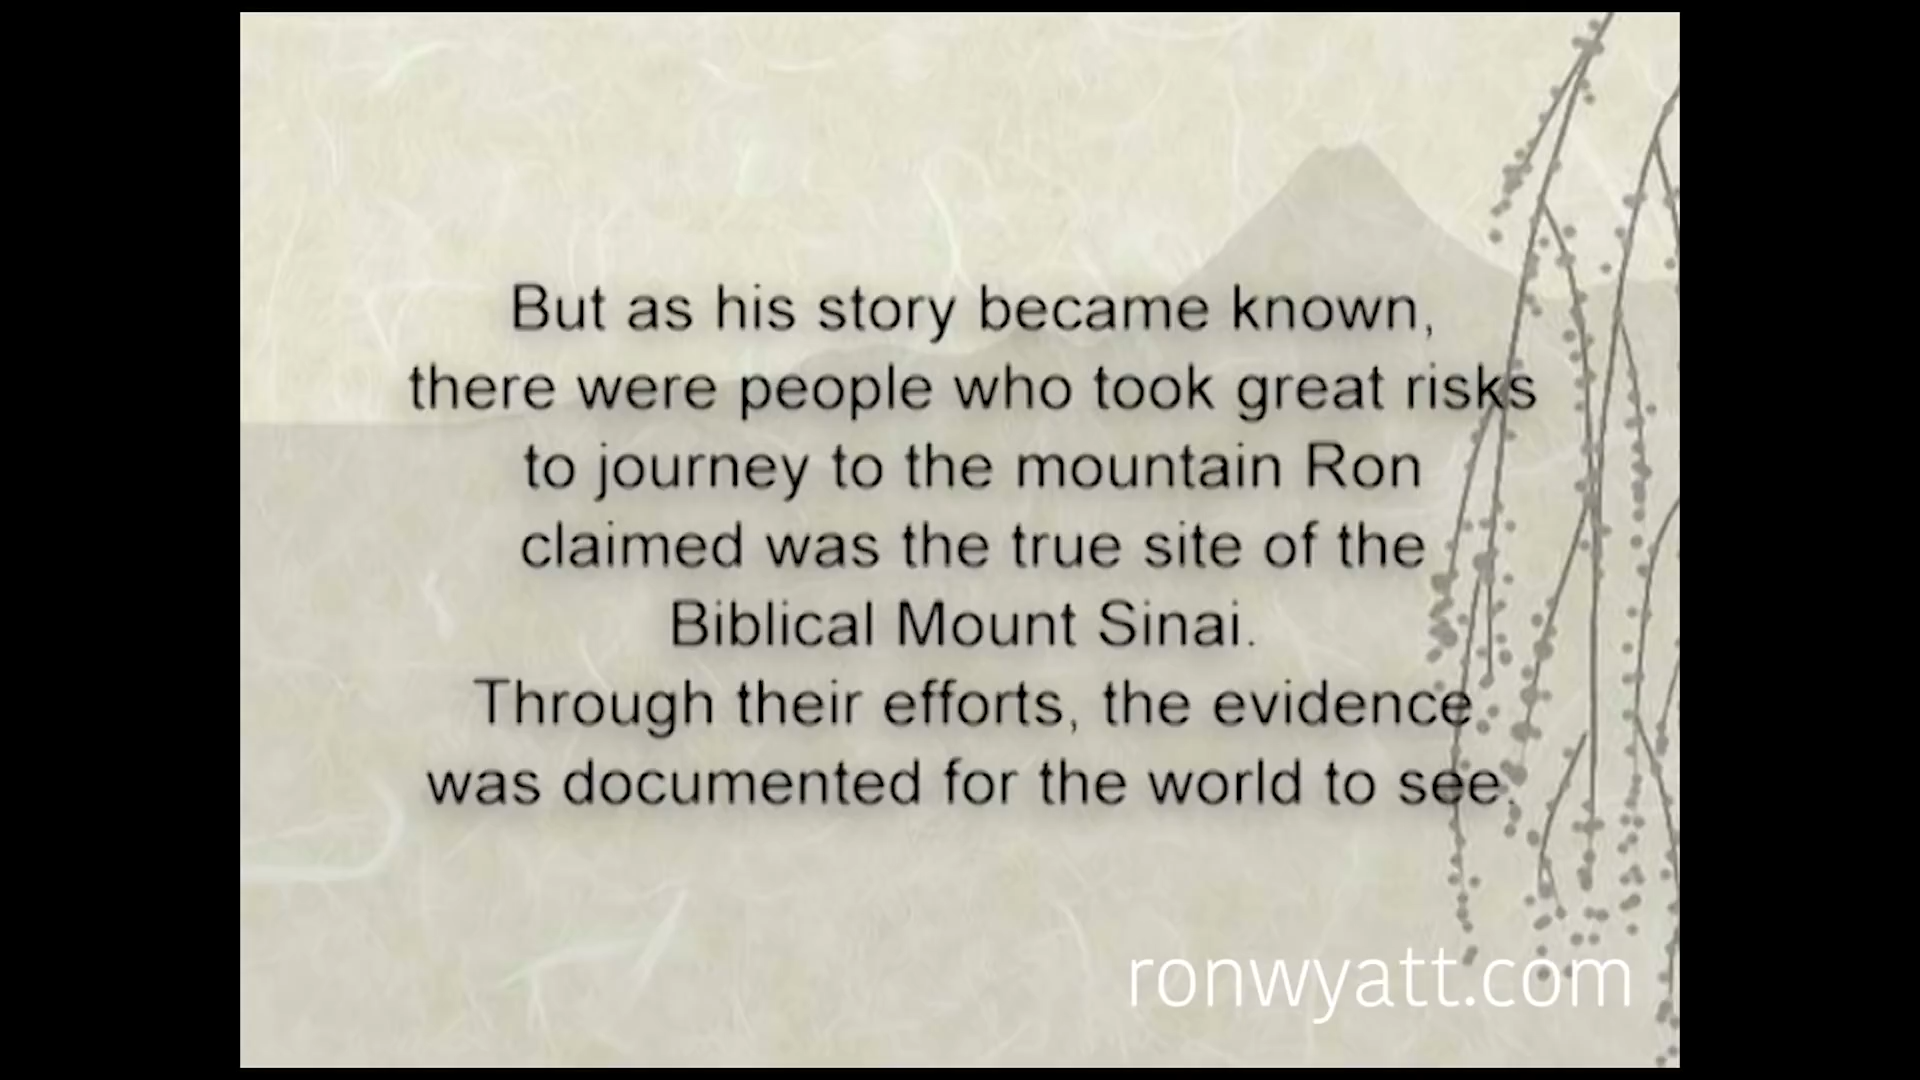 But as his story became known,
there were people who took great risks
to journey to the mountain Ron
claimed was the true site of the
Biblical Mount Sinai.
Through their efforts, the evidence
was documented for the world to see.
ronwyatt.com